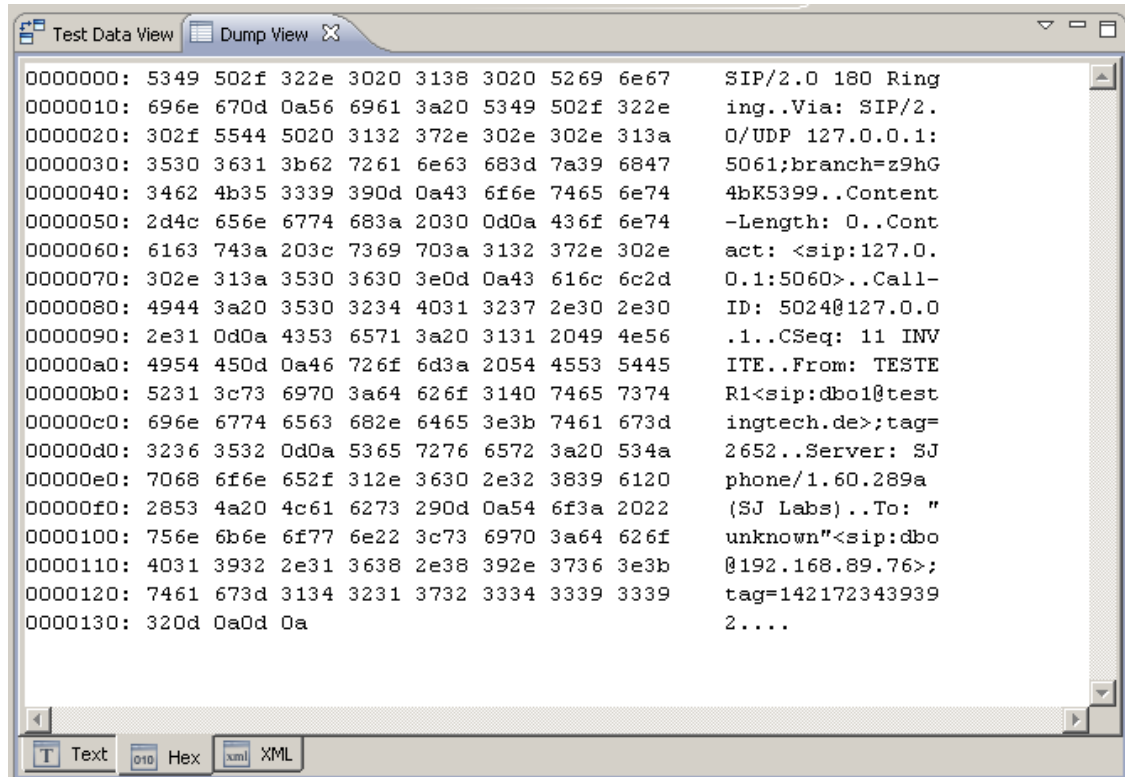 Test Data View Dump View
0000000: 5349 502f 322e 3020 3138 3020 5269 6e67 SIP/2.0 180 Ring
0000010: 696e 670d 0a56 6961 3a20 5349 502f 322e ing..Via: SIP/2.
0000020: 302f 5544 5020 3132 372e 302e 302e 313a 0/UDP 127.0.0.1:
0000030: 3530 3631 3b62 7261 6e63 683d 7a39 6847 5061;branch=z9hG
0000040: 3462 4b35 3339 390d 0a43 6f6e 7465 6e74 4bK5399..Content
0000050: 2d4c 656e 6774 683a 2030 0d0a 436f 6e74 -Length: 0..Cont
0000060: 6163 743a 203c 7369 703a 3132 372e 302e act: <sip:127.0.
0000070: 302e 313a 3530 3630 3e0d 0a43 616c 6c2d 0.1:5060>..Call-
0000080: 4944 3a20 3530 3234 4031 3237 2e30 2e30 ID: 5024@127.0.0
0000090: 2e31 0d0a 4353 6571 3a20 3131 2049 4e56 .1..CSeq: 11 INV
00000a0: 4954 450d 0a46 726f 6d3a 2054 4553 5445 ITE..From: TESTE
00000b0: 5231 3c73 6970 3a64 626f 3140 7465 7374 R1<sip:dbo1@test
00000c0: 696e 6774 6563 682e 6465 3e3b 7461 673d ingtech.de>;tag=
00000d0: 3236 3532 0d0a 5365 7276 6572 3a20 534a 2652..Server: SJ
00000e0: 7068 6f6e 652f 312e 3630 2e32 3839 6120 phone/1.60.289a
00000f0: 2853 4a20 4c61 6273 290d 0a54 6f3a 2022 (SJ Labs)..To: "
0000100: 756e 6b6e 6f77 6e22 3c73 6970 3a64 626f unknown"<sip:dbo
0000110: 4031 3932 2e31 3638 2e38 392e 3736 3e3b @192.168.89.76>;
0000120: 7461 673d 3134 3231 3732 3334 3339 3339 tag=142172343939
0000130: 320d 0a0d 0a 2....
T Text 010 Hex xml XML